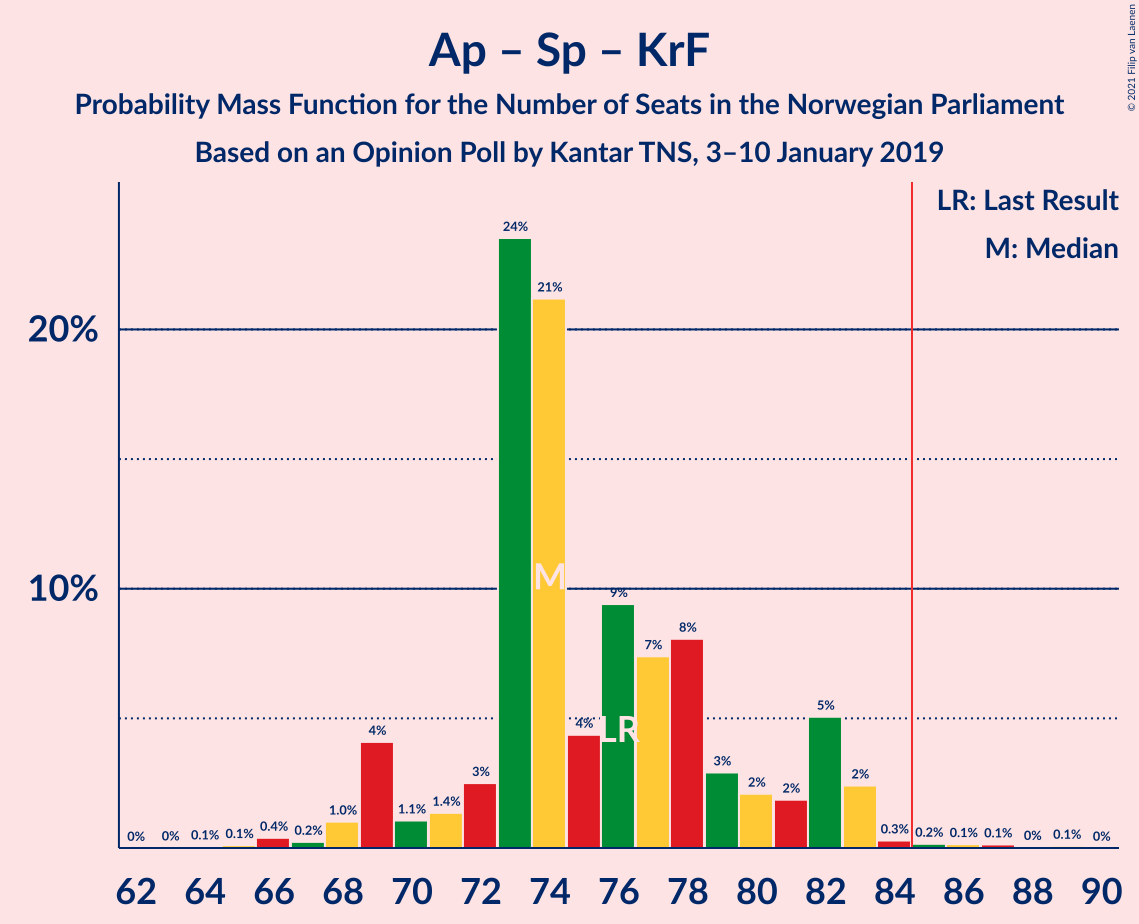 Ap – Sp – KrF
Probability Mass Function for the Number of Seats in the Norwegian Parliament
Based on an Opinion Poll by Kantar TNS, 3–10 January 2019
© 2021 Filip van Laenen
LR: Last Result
M: Median
20%
10%
0% 0% 0.1% 0.1% 0.4% 0.2% 1.0% 4% 1.1% 1.4% 3% 24% 21% 4% 9% 7% 8% 3% 2% 2% 5% 2% 0.3% 0.2% 0.1% 0.1% 0% 0.1% 0%
M
LR
62 64 66 68 70 72 74 76 78 80 82 84 86 88 90